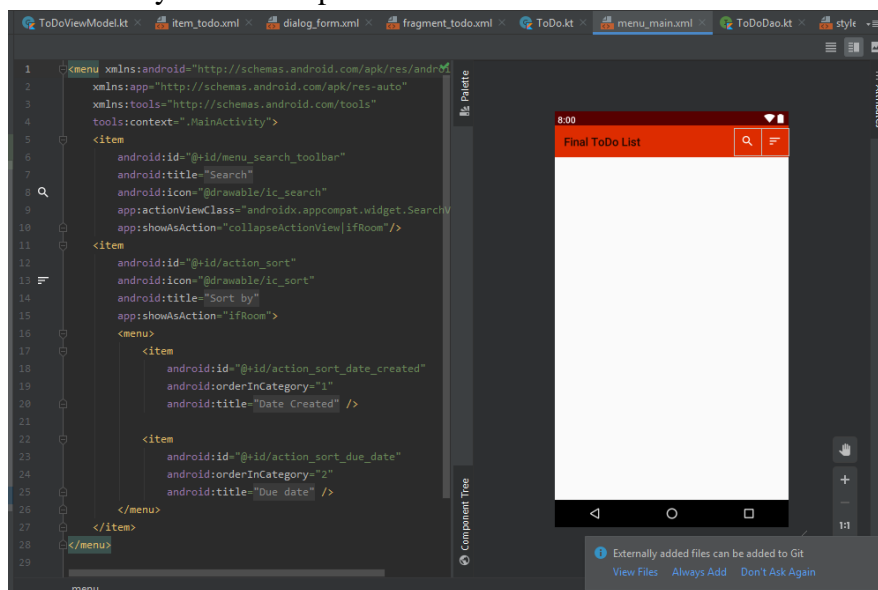 ToDoViewModel.kt item_todo.xml dialog_form.xml fragment_todo.xml ToDo.kt menu_main.xml ToDoDao.kt style
1 <menu xmlns:android="http://schemas.android.com/apk/res/androi
2 xmlns:app="http://schemas.android.com/apk/res-auto"
3 xmlns:tools="http://schemas.android.com/tools"
4 tools:context=".MainActivity">
5 <item
6 android:id="@+id/menu_search_toolbar"
7 android:title="Search"
8 android:icon="@drawable/ic_search"
9 app:actionViewClass="androidx.appcompat.widget.SearchV
10 app:showAsAction="collapseActionView|ifRoom"/>
11 <item
12 android:id="@+id/action_sort"
13 android:icon="@drawable/ic_sort"
14 android:title="Sort by"
15 app:showAsAction="ifRoom">
16 <menu>
17 <item
18 android:id="@+id/action_sort_date_created"
19 android:orderInCategory="1"
20 android:title="Date Created" />
21
22 <item
23 android:id="@+id/action_sort_due_date"
24 android:orderInCategory="2"
25 android:title="Due date" />
26 </menu>
27 </item>
28 </menu>
29
menu
Palette
Component Tree
8:00
Final ToDo List
1:1
Externally added files can be added to Git
View Files Always Add Don't Ask Again